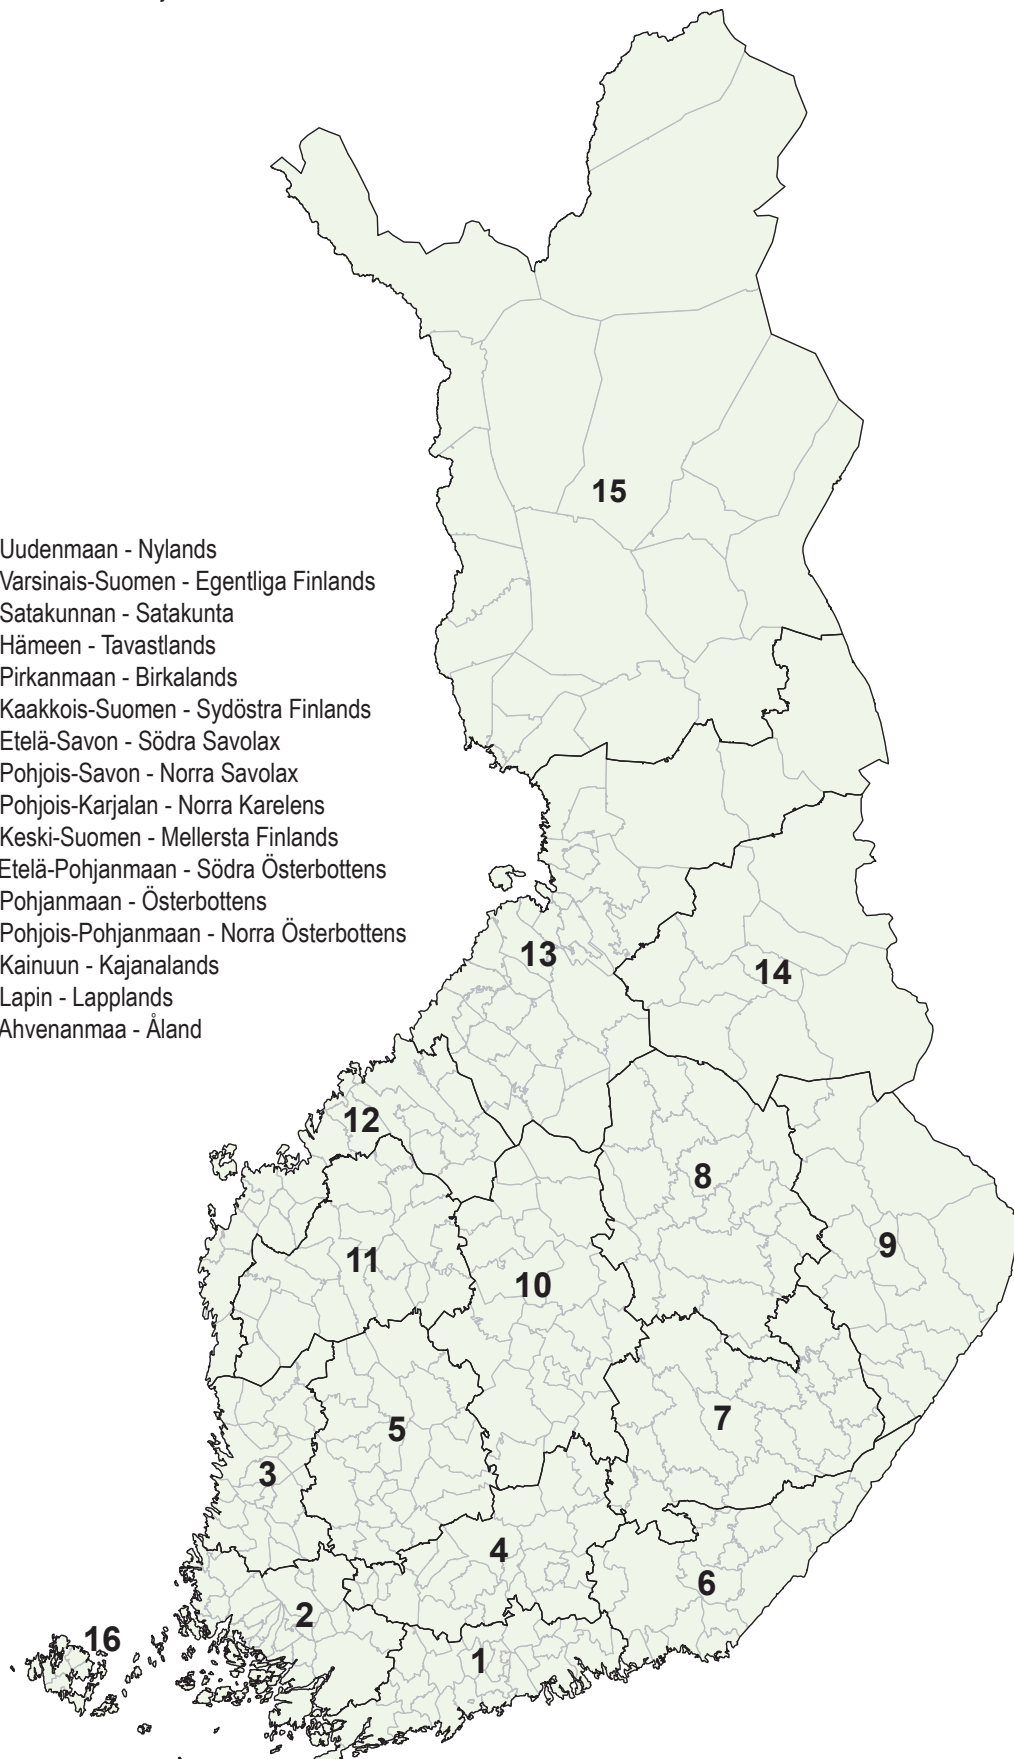 Uudenmaan - Nylands
Varsinais-Suomen - Egentliga Finlands
Satakunnan - Satakunta
Hämeen - Tavastlands
Pirkanmaan - Birkalands
Kaakkois-Suomen - Sydöstra Finlands
Etelä-Savon - Södra Savolax
Pohjois-Savon - Norra Savolax
Pohjois-Karjalan - Norra Karelens
Keski-Suomen - Mellersta Finlands
Etelä-Pohjanmaan - Södra Österbottens
Pohjanmaan - Österbottens
Pohjois-Pohjanmaan - Norra Österbottens
Kainuun - Kajanalands
Lapin - Lapplands
Ahvenanmaa - Åland
15
13
14
12
8
9
11
10
7
5
3
4
6
2
16
1